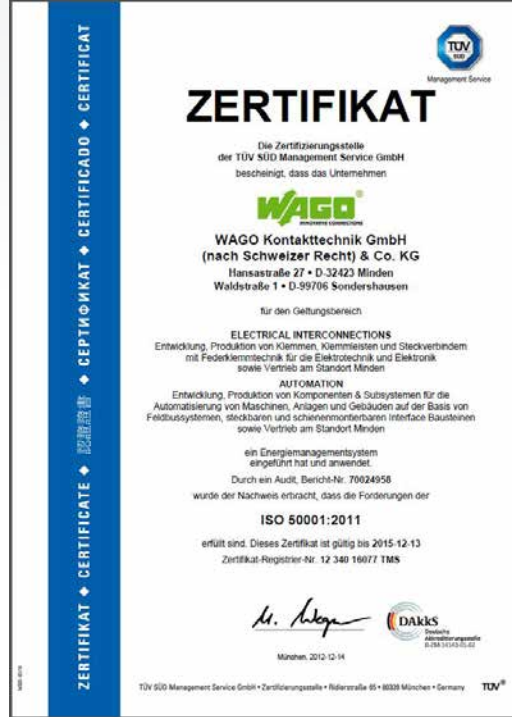 TÜV
SÜD
Management Service
ZERTIFIKAT
Die Zertifizierungsstelle
der TÜV SÜD Management Service GmbH
bescheinigt, dass das Unternehmen
WAGO®
INNOVATIVE CONNECTIONS
WAGO Kontakttechnik GmbH
(nach Schweizer Recht) & Co. KG
Hansastraße 27 • D-32423 Minden
Waldstraße 1 • D-99706 Sondershausen
für den Geltungsbereich
ELECTRICAL INTERCONNECTIONS
Entwicklung, Produktion von Klemmen, Klemmleisten und Steckverbindern
mit Federklemmtechnik für die Elektrotechnik und Elektronik
sowie Vertrieb am Standort Minden
AUTOMATION
Entwicklung, Produktion von Komponenten & Subsystemen für die
Automatisierung von Maschinen, Anlagen und Gebäuden auf der Basis von
Feldbussystemen, steckbaren und schienenmontierbaren Interface Bausteinen
sowie Vertrieb am Standort Minden
ein Energiemanagementsystem
eingeführt hat und anwendet.
Durch ein Audit, Bericht-Nr. 70024958
wurde der Nachweis erbracht, dass die Forderungen der
ISO 50001:2011
erfüllt sind. Dieses Zertifikat ist gültig bis 2015-12-13
Zertifikat-Registrier-Nr. 12 340 16077 TMS
DAkkS
Deutsche
Akkreditierungsstelle
München, 2012-12-14
TÜV SÜD Management Service GmbH • Zertifizierungsstelle • Ridlerstraße 65 • 80339 München • Germany
TÜV®
ZERTIFIKAT ◆ CERTIFICATE ◆ 認證證書 ◆ СЕРТИФИКАТ ◆ CERTIFICADO ◆ CERTIFICAT